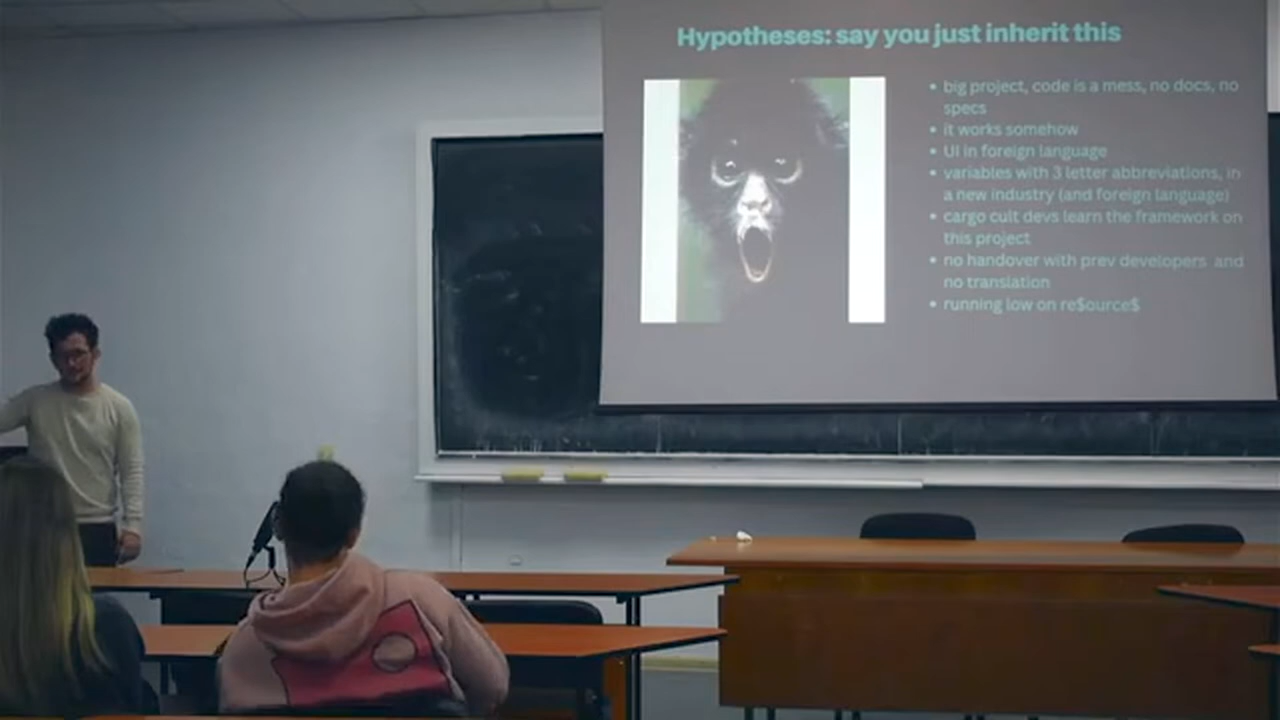 Hypotheses: say you just inherit this
• big project, code is a mess, no docs, no
specs
• it works somehow
• UI in foreign language
• variables with 3 letter abbreviations, in
a new industry (and foreign language)
• cargo cult devs learn the framework on
this project
• no handover with prev developers and
no translation
• running low on re$ource$